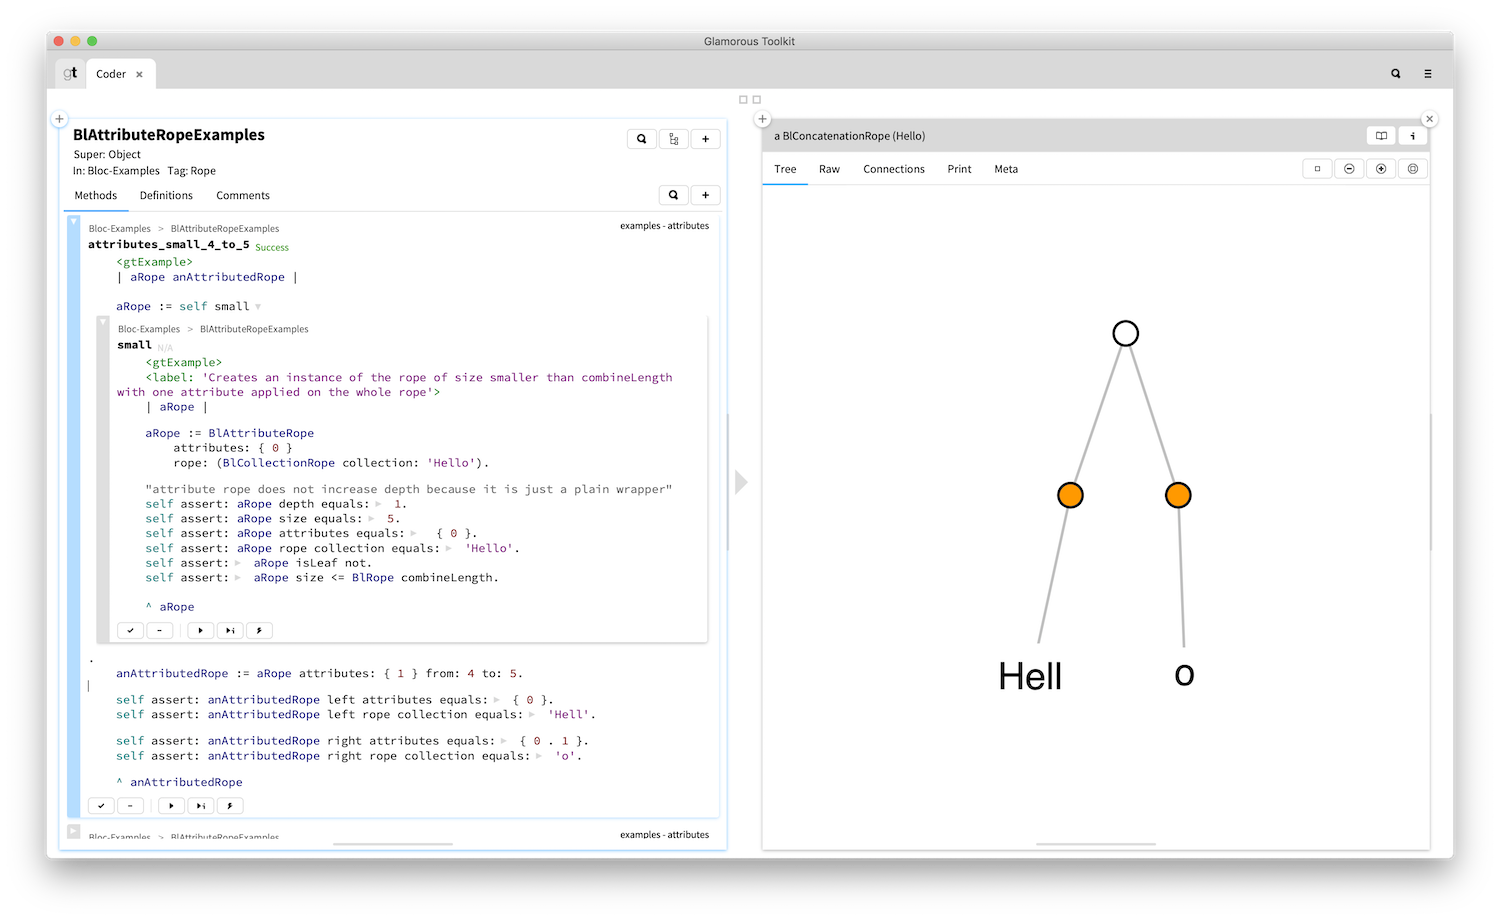 Glamorous Toolkit
gt
Coder
BlAttributeRopeExamples
Super: Object
In: Bloc-Examples Tag: Rope
Methods Definitions Comments
Bloc-Examples > BlAttributeRopeExamples
examples - attributes
attributes_small_4_to_5 Success
<gtExample>
| aRope anAttributedRope |
aRope := self small
Bloc-Examples > BlAttributeRopeExamples
small N/A
<gtExample>
<label: 'Creates an instance of the rope of size smaller than combineLength
with one attribute applied on the whole rope'>
| aRope |
aRope := BlAttributeRope
attributes: { 0 }
rope: (BlCollectionRope collection: 'Hello').
"attribute rope does not increase depth because it is just a plain wrapper"
self assert: aRope depth equals: 1.
self assert: aRope size equals: 5.
self assert: aRope attributes equals: { 0 }.
self assert: aRope rope collection equals: 'Hello'.
self assert: aRope isLeaf not.
self assert: aRope size <= BlRope combineLength.
^ aRope
.
anAttributedRope := aRope attributes: { 1 } from: 4 to: 5.
self assert: anAttributedRope left attributes equals: { 0 }.
self assert: anAttributedRope left rope collection equals: 'Hell'.
self assert: anAttributedRope right attributes equals: { 0 . 1 }.
self assert: anAttributedRope right rope collection equals: 'o'.
^ anAttributedRope
Bloc-Examples > BlAttributeRopeExamples
examples - attributes
a BlConcatenationRope (Hello)
Tree Raw Connections Print Meta
Hell o